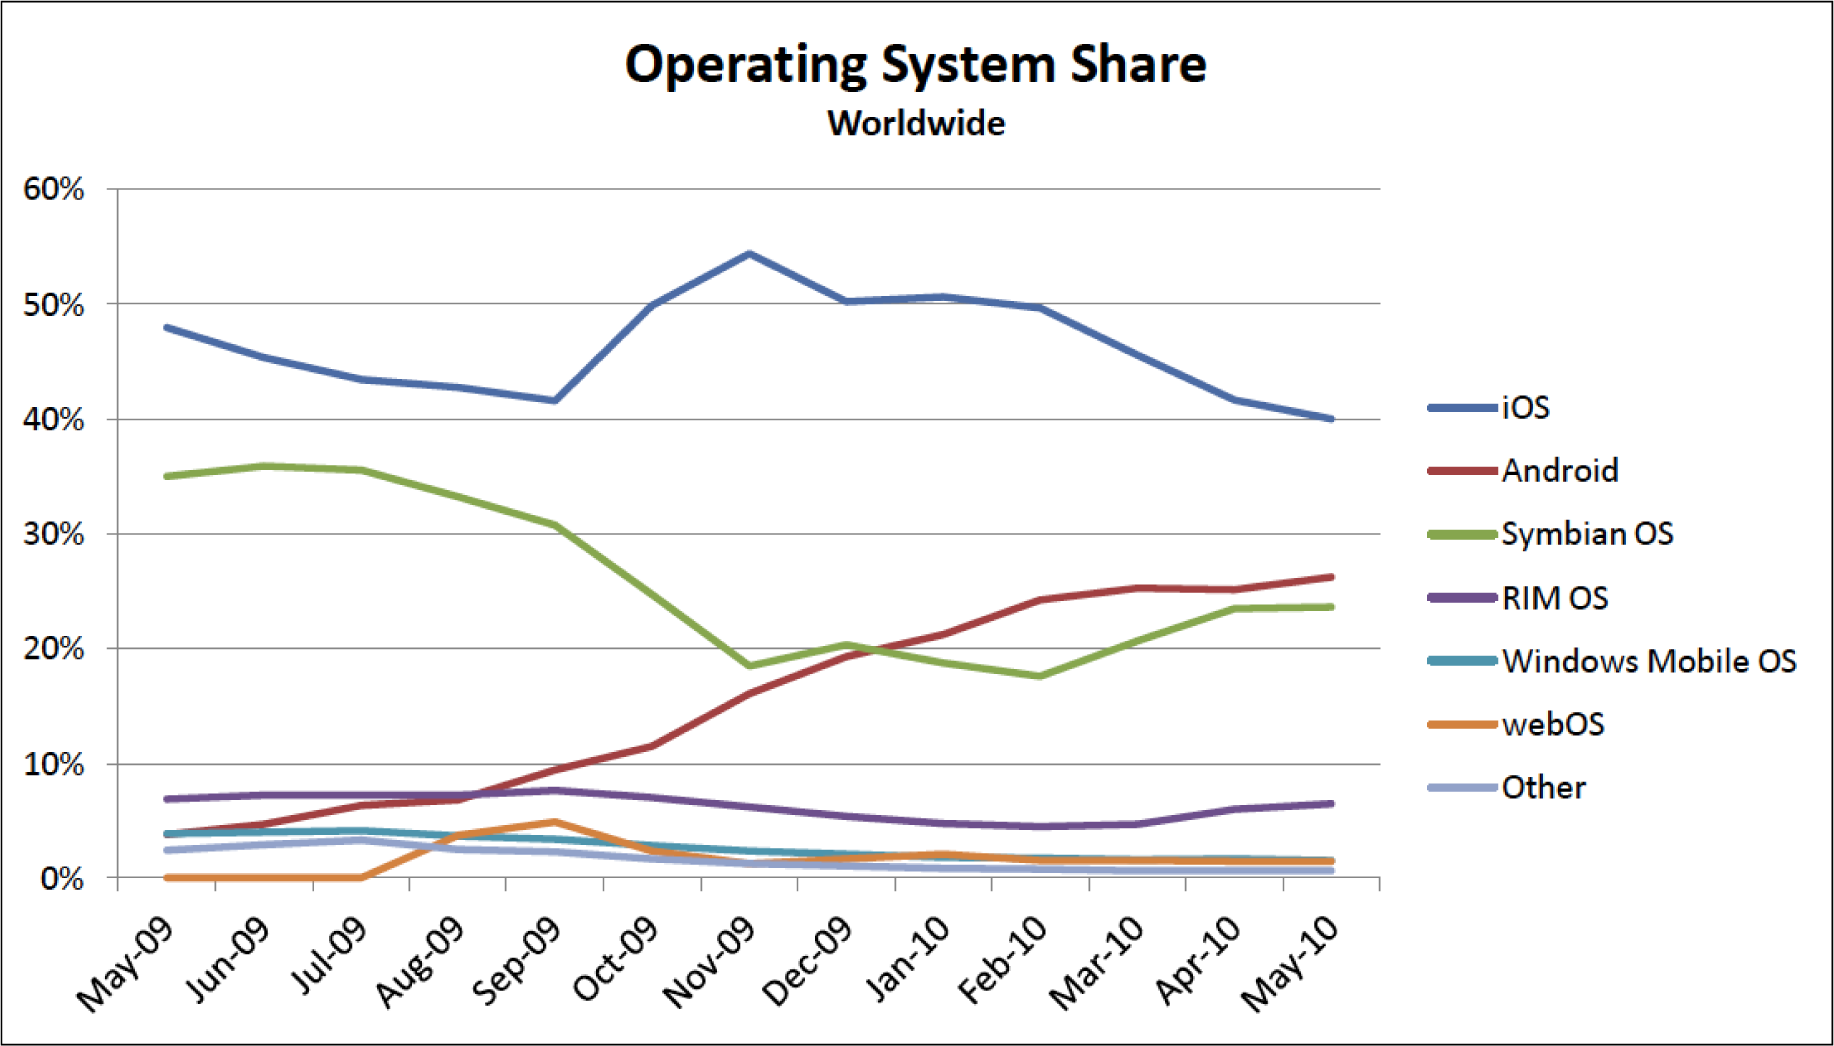 Operating System Share
Worldwide
60%
50%
40%
30%
20%
10%
0%
May-09
Jun-09
Jul-09
Aug-09
Sep-09
Oct-09
Nov-09
Dec-09
Jan-10
Feb-10
Mar-10
Apr-10
May-10
iOS
Android
Symbian OS
RIM OS
Windows Mobile OS
webOS
Other